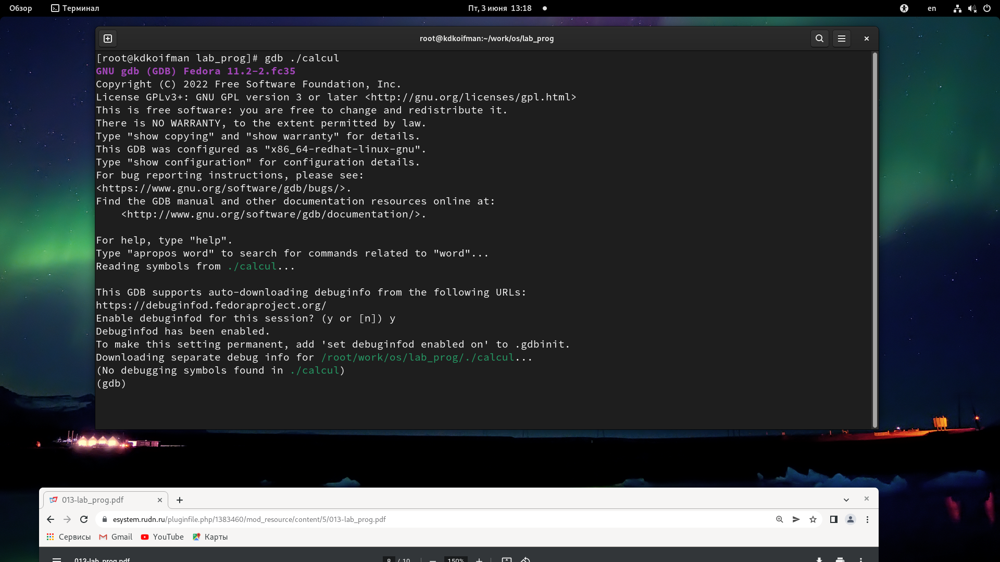 Обзор
Терминал
Пт, 3 июня 13:18
en
root@kdkoifman:~/work/os/lab_prog
[root@kdkoifman lab_prog]# gdb ./calcul
GNU gdb (GDB) Fedora 11.2-2.fc35
Copyright (C) 2022 Free Software Foundation, Inc.
License GPLv3+: GNU GPL version 3 or later <http://gnu.org/licenses/gpl.html>
This is free software: you are free to change and redistribute it.
There is NO WARRANTY, to the extent permitted by law.
Type "show copying" and "show warranty" for details.
This GDB was configured as "x86_64-redhat-linux-gnu".
Type "show configuration" for configuration details.
For bug reporting instructions, please see:
<https://www.gnu.org/software/gdb/bugs/>.
Find the GDB manual and other documentation resources online at:
    <http://www.gnu.org/software/gdb/documentation/>.
For help, type "help".
Type "apropos word" to search for commands related to "word"...
Reading symbols from ./calcul...
This GDB supports auto-downloading debuginfo from the following URLs:
https://debuginfod.fedoraproject.org/
Enable debuginfod for this session? (y or [n]) y
Debuginfod has been enabled.
To make this setting permanent, add 'set debuginfod enabled on' to .gdbinit.
Downloading separate debug info for /root/work/os/lab_prog/./calcul...
(No debugging symbols found in ./calcul)
(gdb)
013-lab_prog.pdf
esystem.rudn.ru/pluginfile.php/1383460/mod_resource/content/5/013-lab_prog.pdf
Сервисы
Gmail
YouTube
Карты
013-lab_prog.pdf
8 / 10
150%